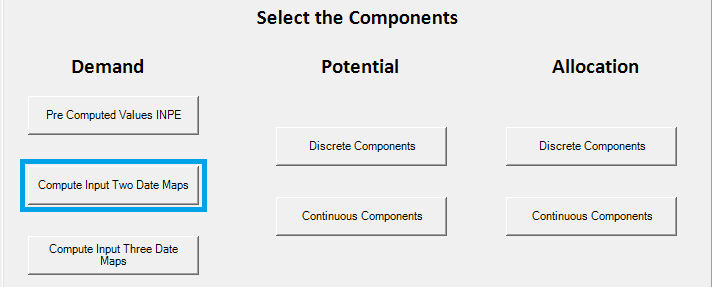 Select the Components
Demand
Potential
Allocation
Pre Computed Values INPE
Discrete Components
Discrete Components
Compute Input Two Date Maps
Continuous Components
Continuous Components
Compute Input Three Date
Maps